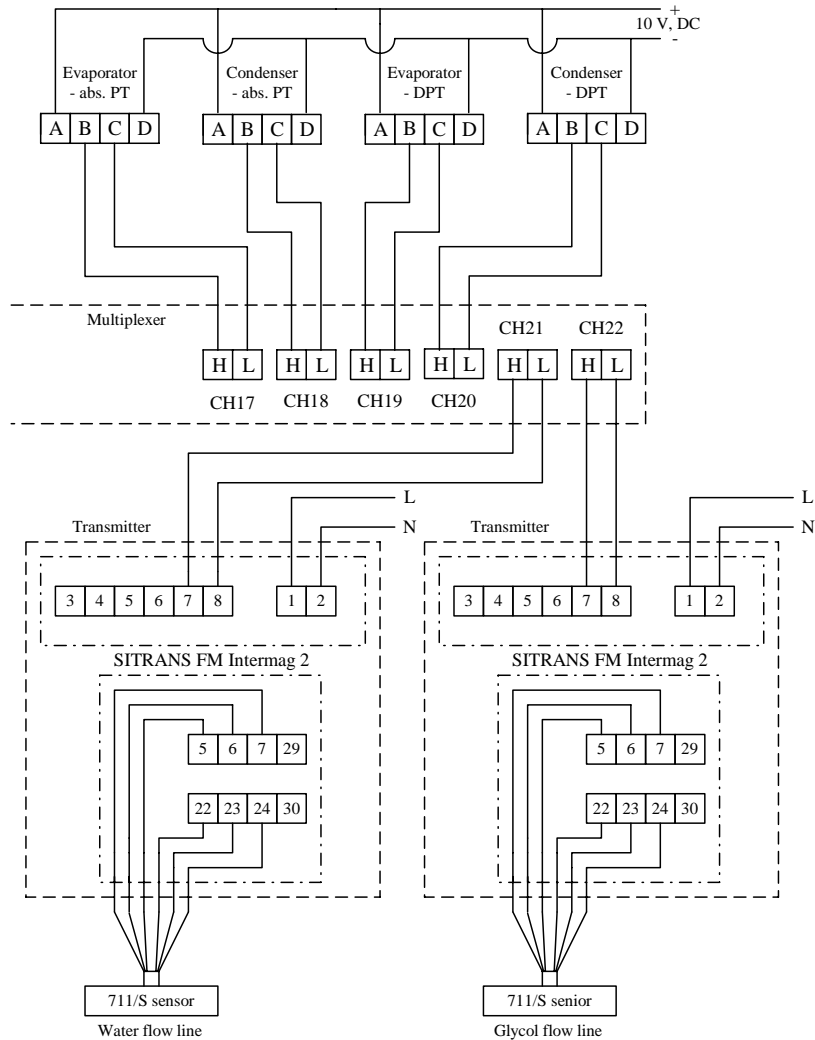 +
10 V, DC
-
Evaporator
- abs. PT
Condenser
- abs. PT
Evaporator
- DPT
Condenser
- DPT
A B C D
A B C D
A B C D
A B C D
Multiplexer
CH21
CH22
H L
H L
H L
H L
H L
H L
CH17
CH18
CH19
CH20
L
N
L
N
Transmitter
Transmitter
3 4 5 6 7 8
1 2
3 4 5 6 7 8
1 2
SITRANS FM Intermag 2
SITRANS FM Intermag 2
5 6 7 29
5 6 7 29
22 23 24 30
22 23 24 30
711/S sensor
711/S senior
Water flow line
Glycol flow line